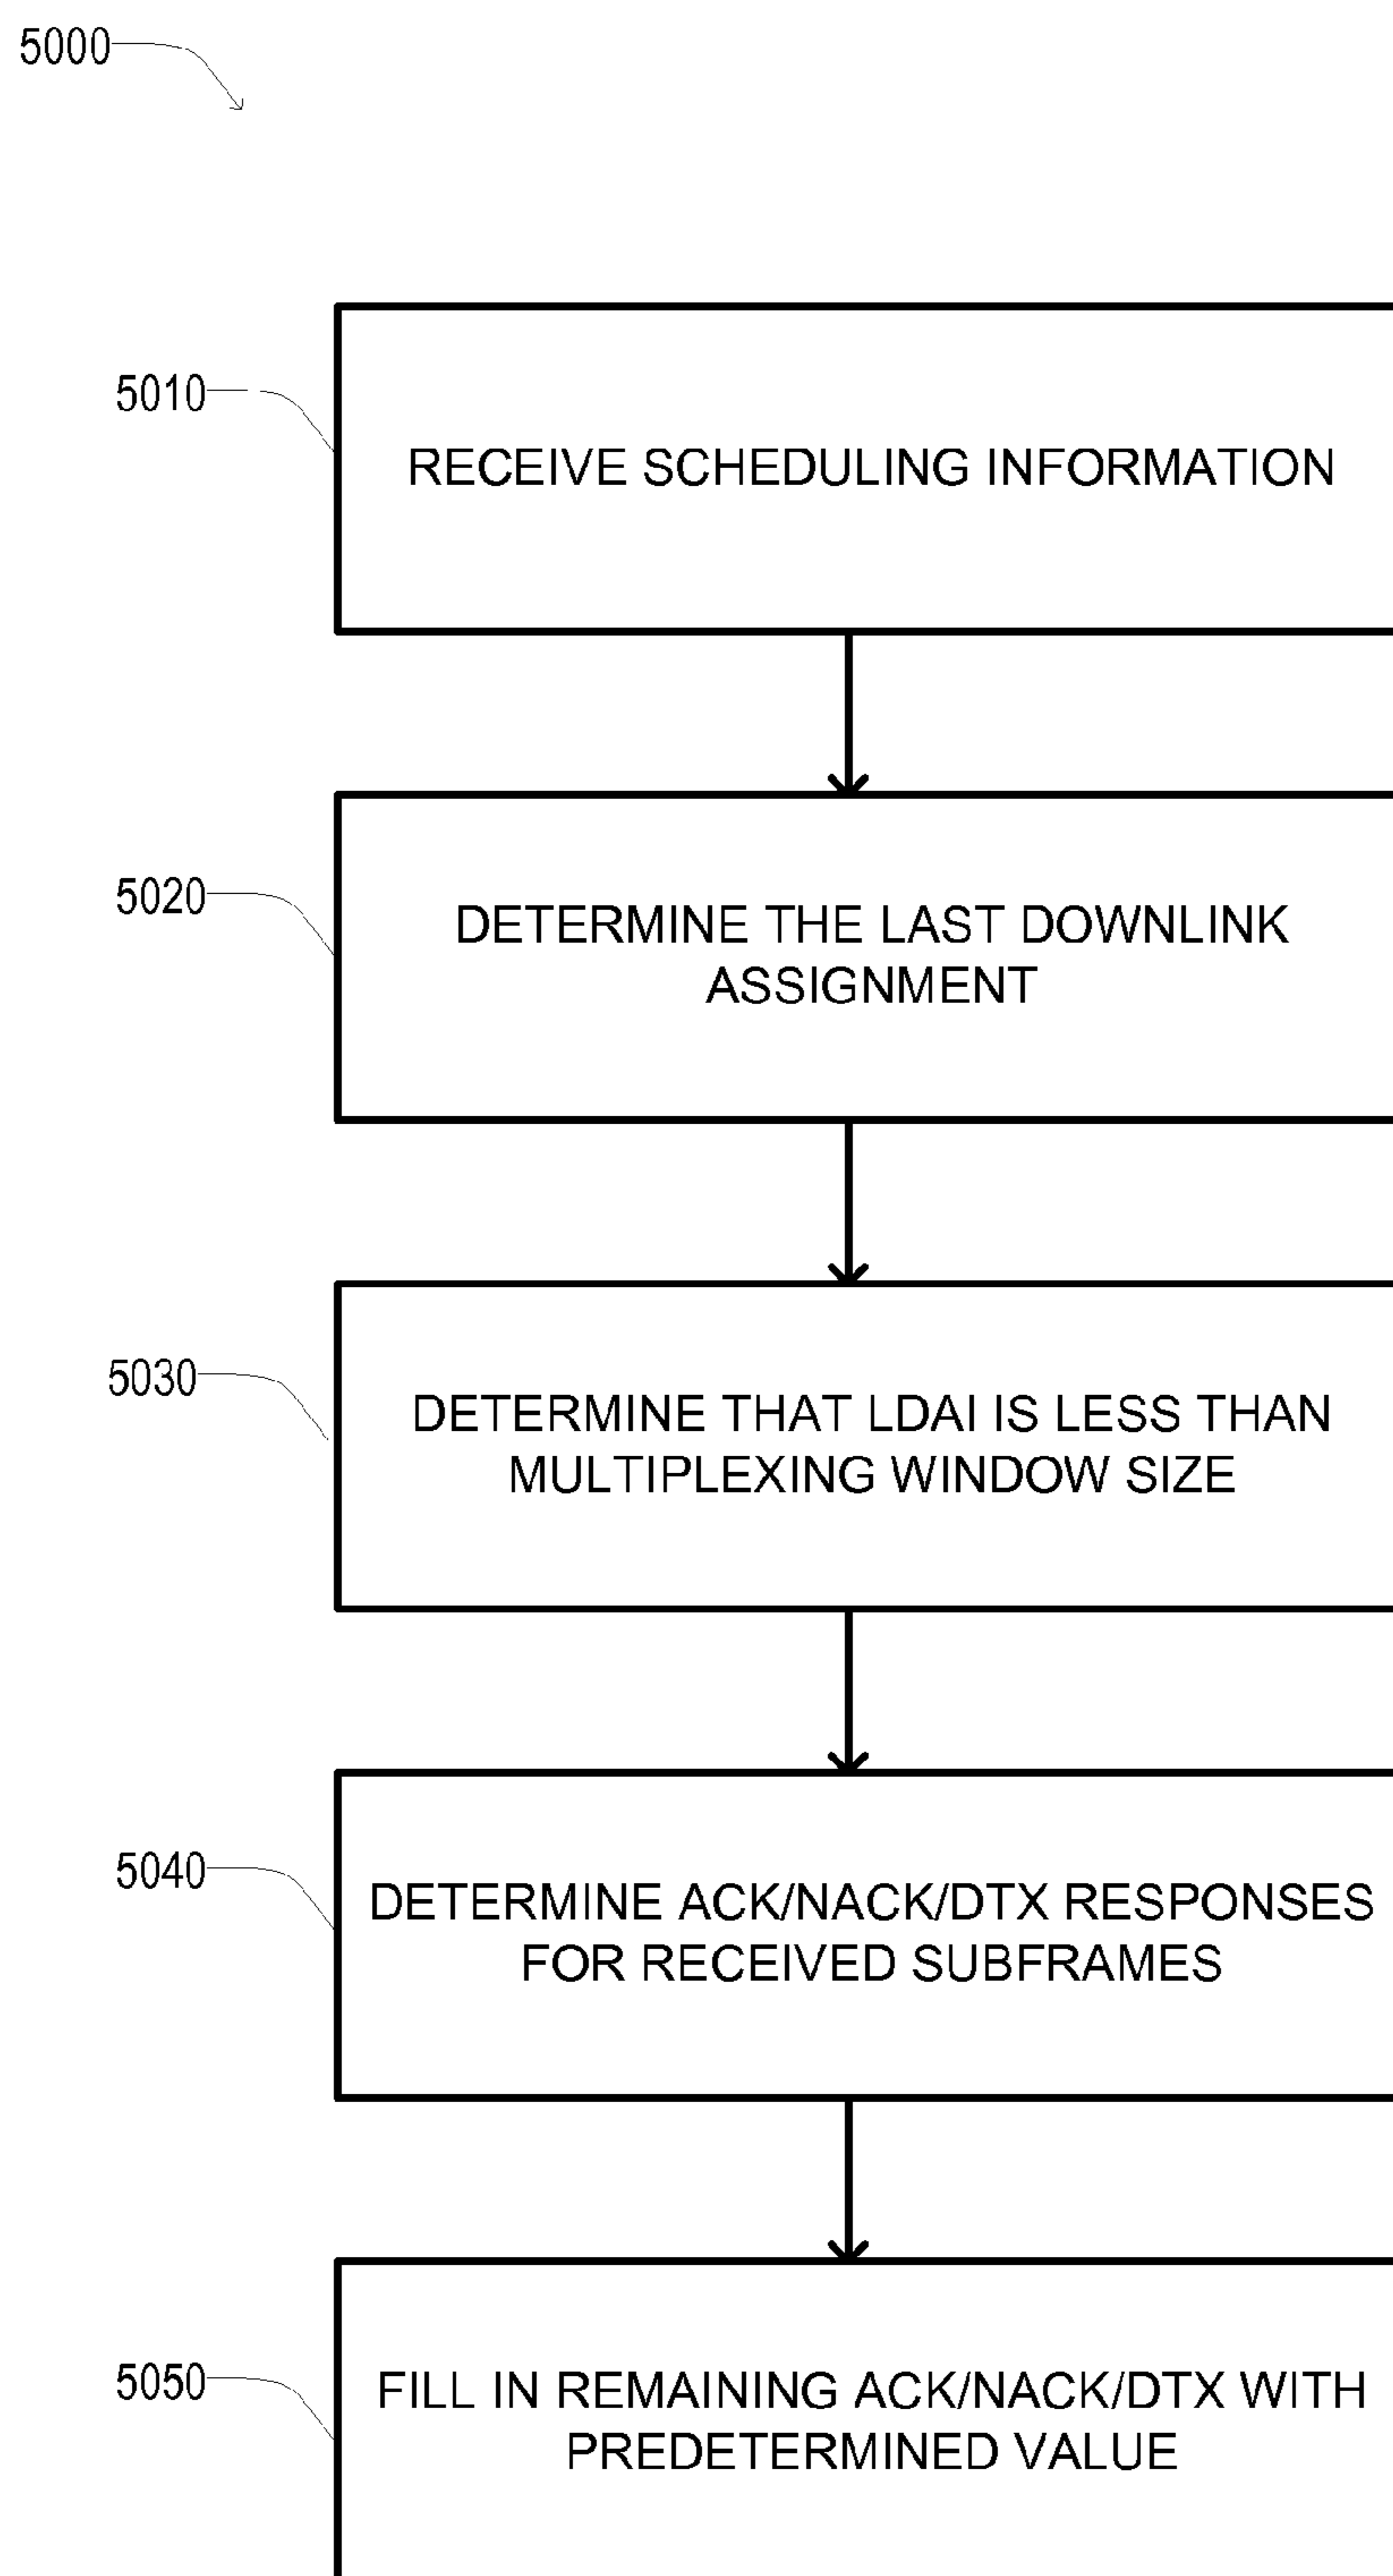 5000
5010
RECEIVE SCHEDULING INFORMATION
5020
DETERMINE THE LAST DOWNLINK
ASSIGNMENT
5030
DETERMINE THAT LDAI IS LESS THAN
MULTIPLEXING WINDOW SIZE
5040
DETERMINE ACK/NACK/DTX RESPONSES
FOR RECEIVED SUBFRAMES
5050
FILL IN REMAINING ACK/NACK/DTX WITH
PREDETERMINED VALUE